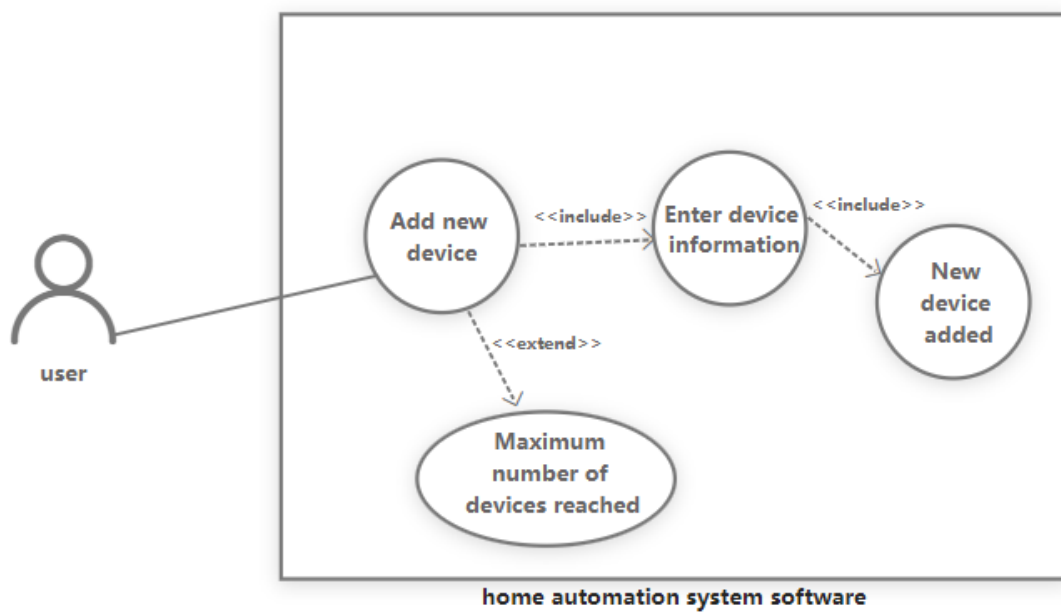 Add new
device
<<include>>
Enter device
information
<<include>>
New
device
added
<<extend>>
user
Maximum
number of
devices reached
home automation system software